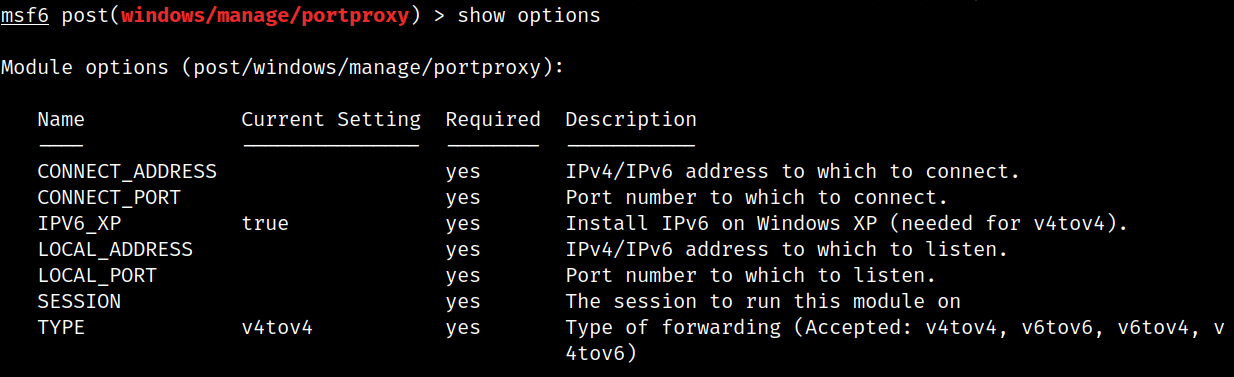 msf6 post(windows/manage/portproxy) > show options
Module options (post/windows/manage/portproxy):
Name Current Setting Required Description
---- --------------- -------- -----------
CONNECT_ADDRESS yes IPv4/IPv6 address to which to connect.
CONNECT_PORT yes Port number to which to connect.
IPV6_XP true yes Install IPv6 on Windows XP (needed for v4tov4).
LOCAL_ADDRESS yes IPv4/IPv6 address to which to listen.
LOCAL_PORT yes Port number to which to listen.
SESSION yes The session to run this module on
TYPE v4tov4 yes Type of forwarding (Accepted: v4tov4, v6tov6, v6tov4, v
4tov6)